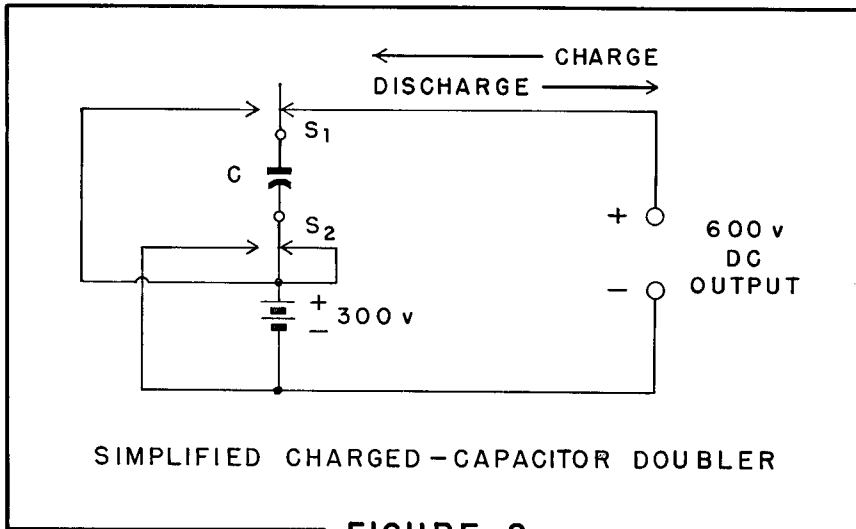 CHARGE
DISCHARGE
S1
C
S2
+
300 v
−
+
600 v
DC
−
OUTPUT
SIMPLIFIED CHARGED-CAPACITOR DOUBLER